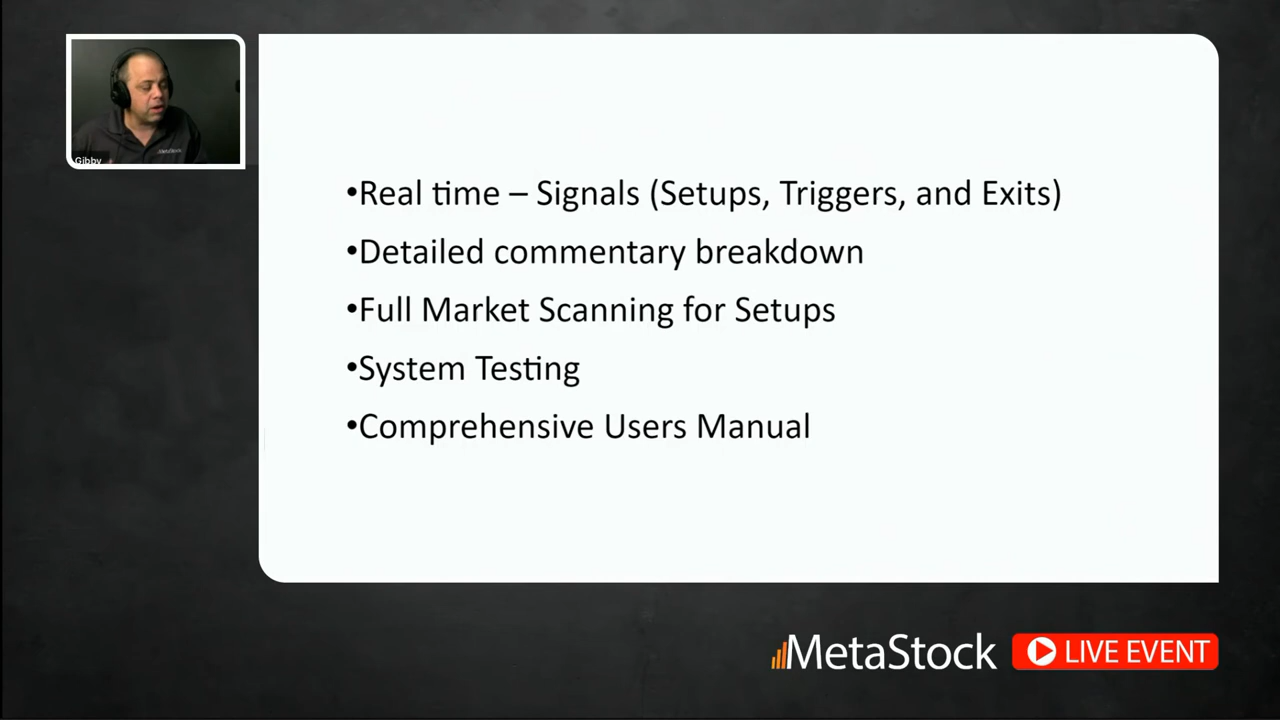 Gibby
•Real time – Signals (Setups, Triggers, and Exits)
•Detailed commentary breakdown
•Full Market Scanning for Setups
•System Testing
•Comprehensive Users Manual
MetaStock LIVE EVENT
MetaStock